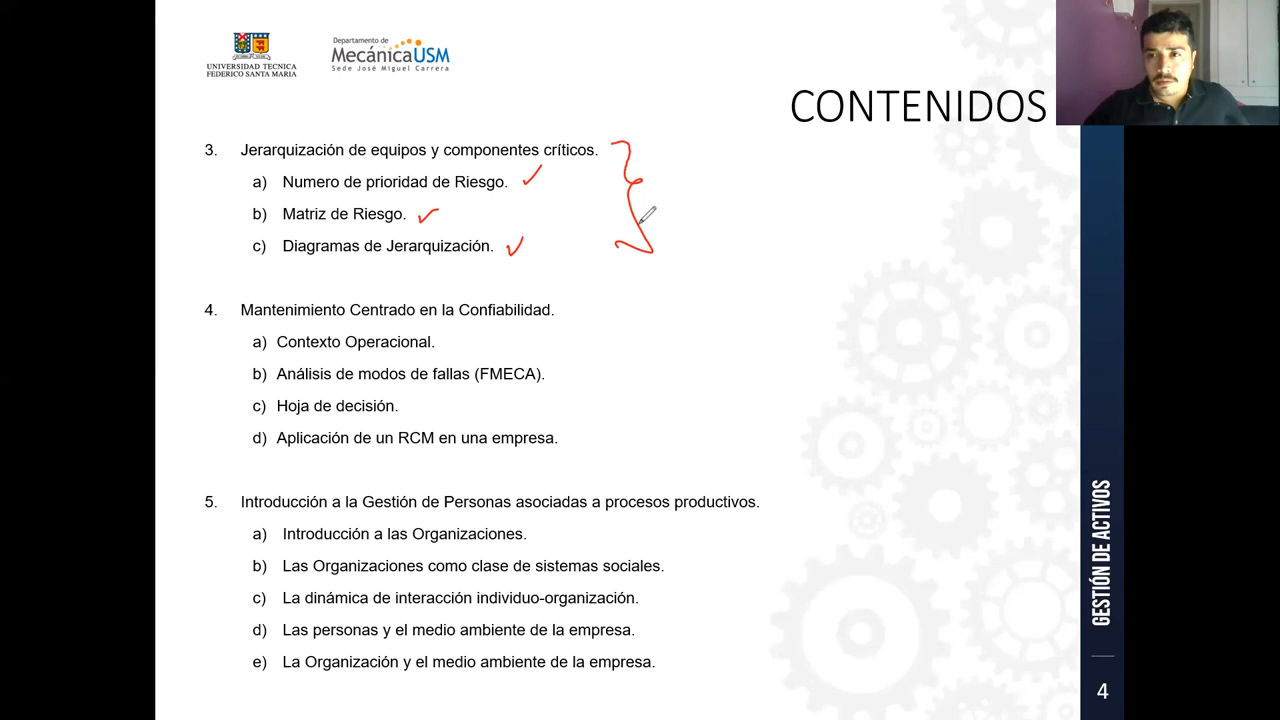 UNIVERSIDAD TECNICA
FEDERICO SANTA MARIA
Departamento de
MecánicaUSM
Sede José Miguel Carrera
CONTENIDOS
3. Jerarquización de equipos y componentes críticos.
a) Numero de prioridad de Riesgo.
b) Matriz de Riesgo.
c) Diagramas de Jerarquización.
4. Mantenimiento Centrado en la Confiabilidad.
a) Contexto Operacional.
b) Análisis de modos de fallas (FMECA).
c) Hoja de decisión.
d) Aplicación de un RCM en una empresa.
5. Introducción a la Gestión de Personas asociadas a procesos productivos.
a) Introducción a las Organizaciones.
b) Las Organizaciones como clase de sistemas sociales.
c) La dinámica de interacción individuo-organización.
d) Las personas y el medio ambiente de la empresa.
e) La Organización y el medio ambiente de la empresa.
GESTIÓN DE ACTIVOS
4